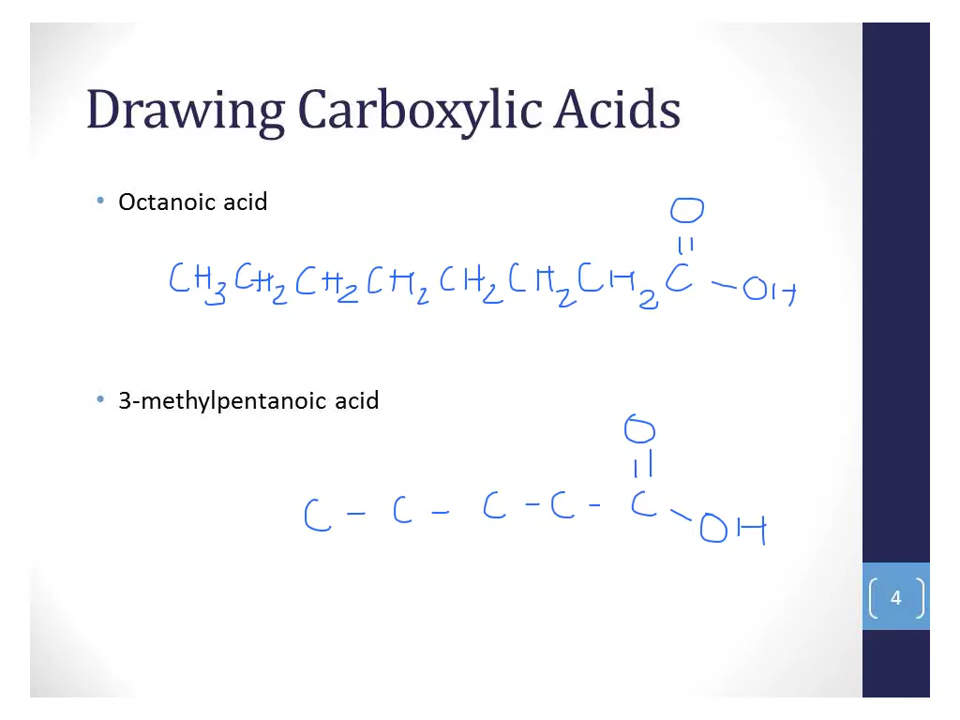 Drawing Carboxylic Acids
• Octanoic acid
O
||
CH3CH2CH2CH2CH2CH2CH2C - OH
• 3-methylpentanoic acid
O
||
C - C - C - C - C - OH
4